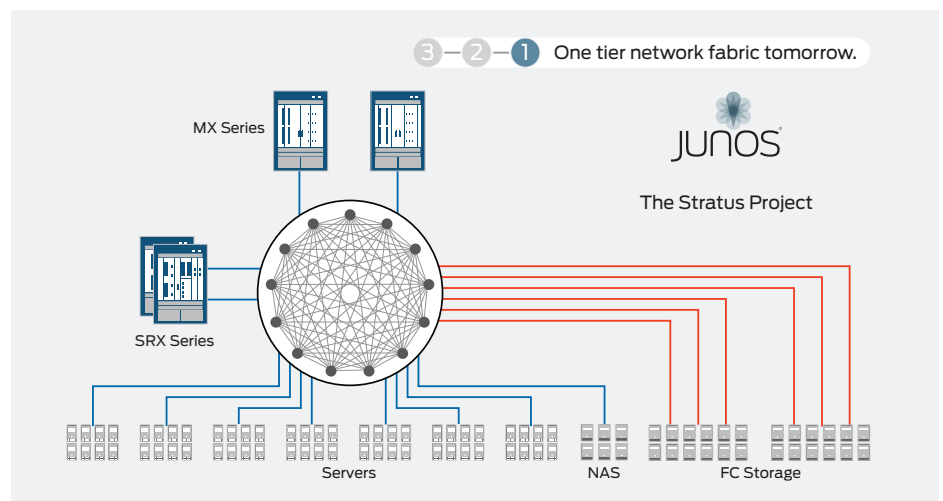 3 2 1 One tier network fabric tomorrow.
MX Series
JUNOS
The Stratus Project
SRX Series
Servers
NAS
FC Storage